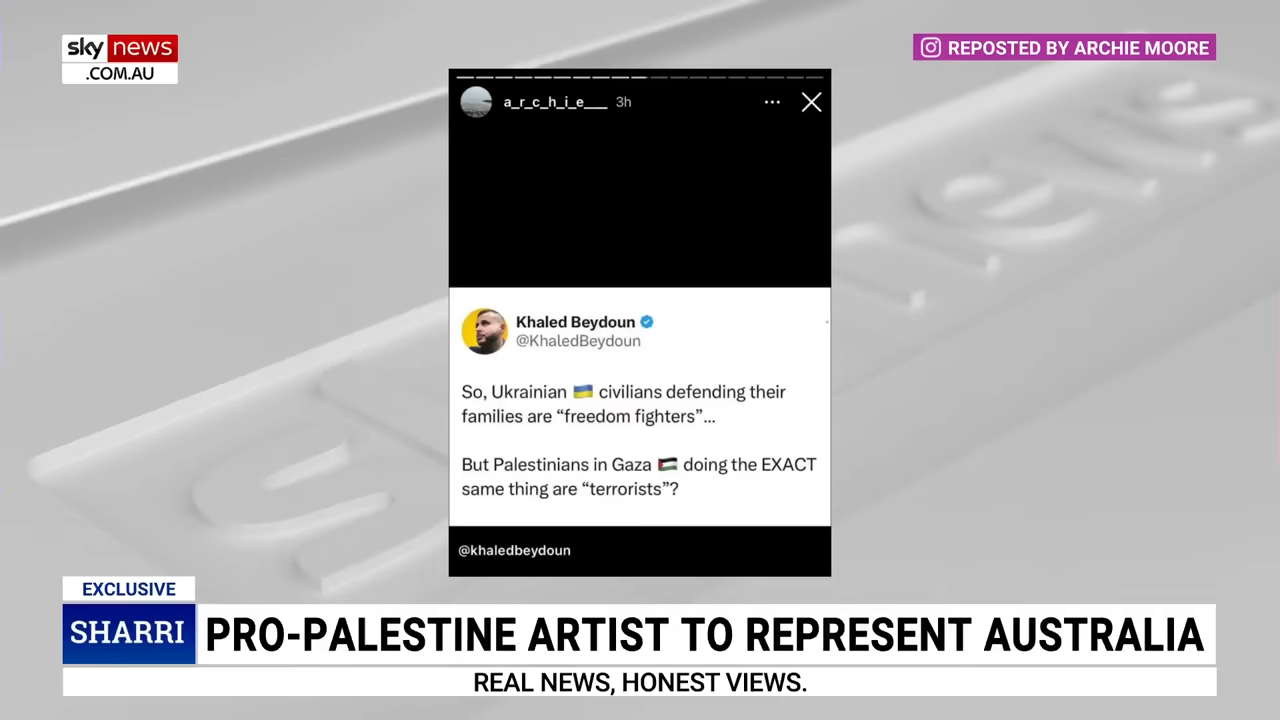 sky news
.COM.AU
REPOSTED BY ARCHIE MOORE
a_r_c_h_i_e___ 3h
Khaled Beydoun
@KhaledBeydoun
So, Ukrainian 🇺🇦 civilians defending their
families are “freedom fighters”...
But Palestinians in Gaza 🇵🇸 doing the EXACT
same thing are “terrorists”?
@khaledbeydoun
EXCLUSIVE
SHARRI
PRO-PALESTINE ARTIST TO REPRESENT AUSTRALIA
REAL NEWS, HONEST VIEWS.